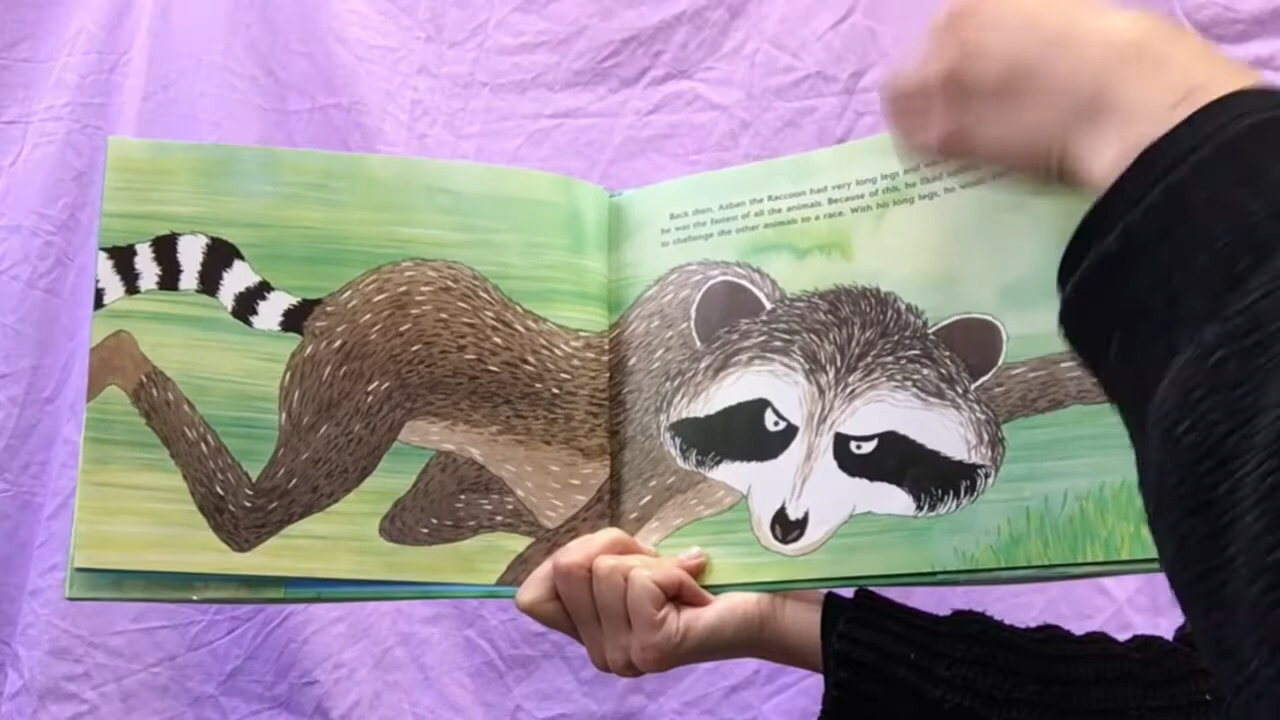 Back then, Azban the Raccoon had very long legs and
he was the fastest of all the animals. Because of this, he liked
to challenge the other animals to a race. With his long legs, he would